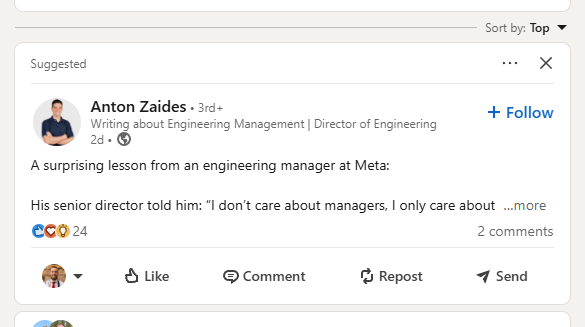 Sort by: Top
Suggested
Anton Zaides • 3rd+
+ Follow
Writing about Engineering Management | Director of Engineering
2d •
A surprising lesson from an engineering manager at Meta:
His senior director told him: “I don’t care about managers, I only care about ...more
24
2 comments
Like
Comment
Repost
Send